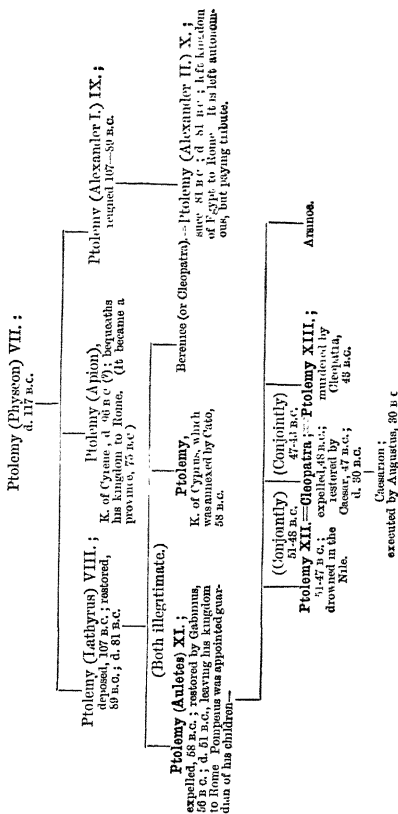 Ptolemy (Physcon) VII. ;
d. 117 B.C.
Ptolemy (Lathyrus) VIII. ;
deposed, 107 B.C. ; restored,
89 B.C. ; d. 81 B.C.
Ptolemy (Apion),
K. of Cyrene, d. 96 B C (?) ; bequeaths
his kingdom to Rome. (It became a
province, 75 B.C)
Ptolemy (Alexander I.) IX. ;
reigned 107–89 B.C.
(Both illegitimate.)
Ptolemy (Auletes) XI. ;
expelled, 58 B.C. ; restored by Gabinius,
56 B C. ; d. 51 B.C., leaving his kingdom
to Rome Pompeius was appointed guar-
dian of his children—
Ptolemy,
K. of Cyprus, which
was annexed by Cato,
58 B.C.
Berenice (or Cleopatra).=Ptolemy (Alexander II.) X. ;
succ 81 B C ; d 81 B C ; left kingdom
of Egypt to Rome. It is left autonom-
ous, but paying tribute.
(Conjointly)
51-48 B.C.
(Conjointly)
47-43 B.C.
Ptolemy XII.=Cleopatra ;=Ptolemy XIII. ;
51-47 B C. ;
drowned in the
Nile.
expelled, 48 B.C. ;
restored by
Caesar, 47 B.C. ;
d. 30 B.C.
murdered by
Cleopatra,
43 B.C.
Arsinoe.
Caesarion ;
executed by Augustus, 30 B C